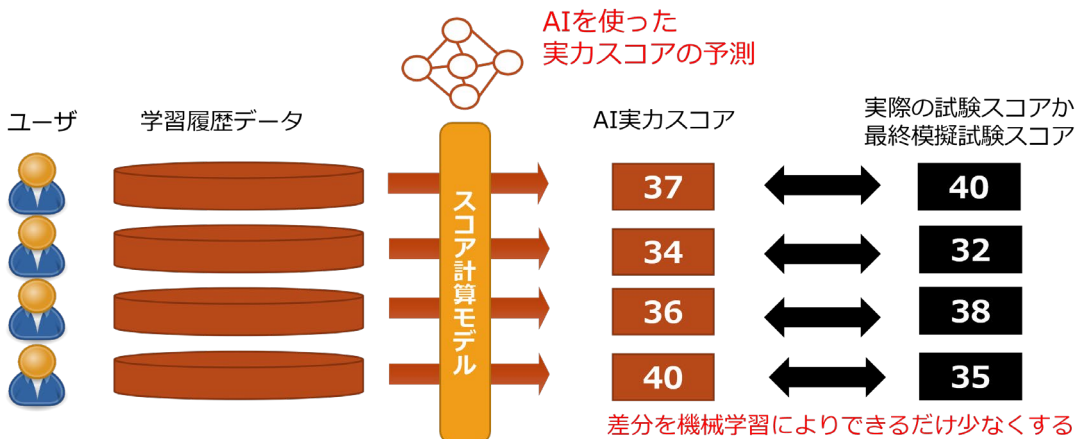 AIを使った
実力スコアの予測
ユーザ
学習履歴データ
AI実力スコア
実際の試験スコアか
最終模擬試験スコア
スコア計算モデル
37
40
34
32
36
38
40
35
差分を機械学習によりできるだけ少なくする